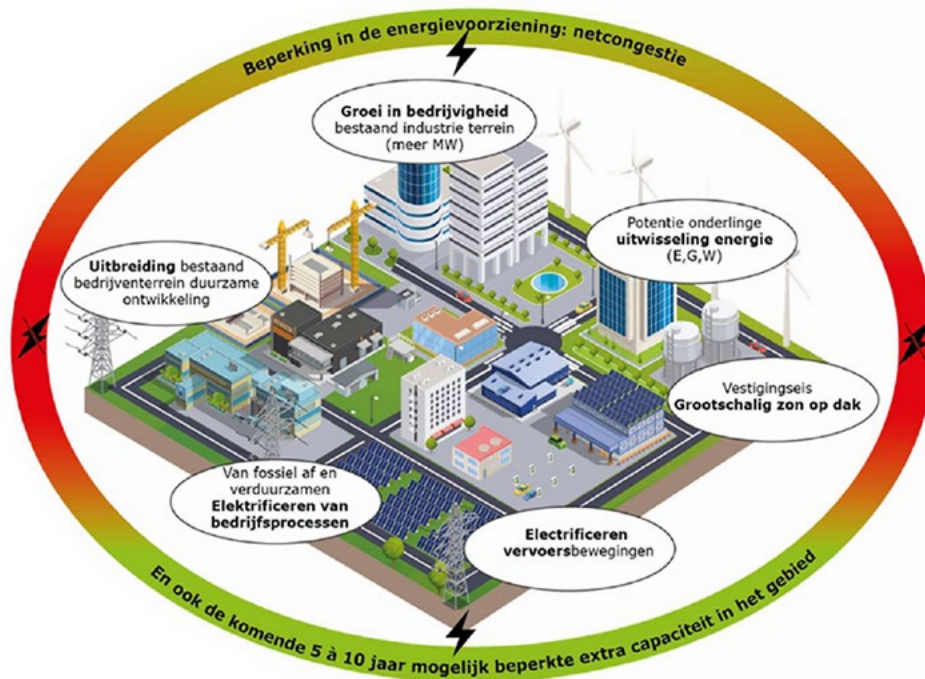 Beperking in de energievoorziening: netcongestie
Groei in bedrijvigheid
bestaand industrie terrein
(meer MW)
Potentie onderlinge
uitwisseling energie
(E,G,W)
Uitbreiding bestaand
bedrijventerrein duurzame
ontwikkeling
Vestigingseis
Grootschalig zon op dak
Van fossiel af en
verduurzamen
Elektrificeren van
bedrijfsprocessen
Electrificeren
vervoersbewegingen
En ook de komende 5 à 10 jaar mogelijk beperkte extra capaciteit in het gebied